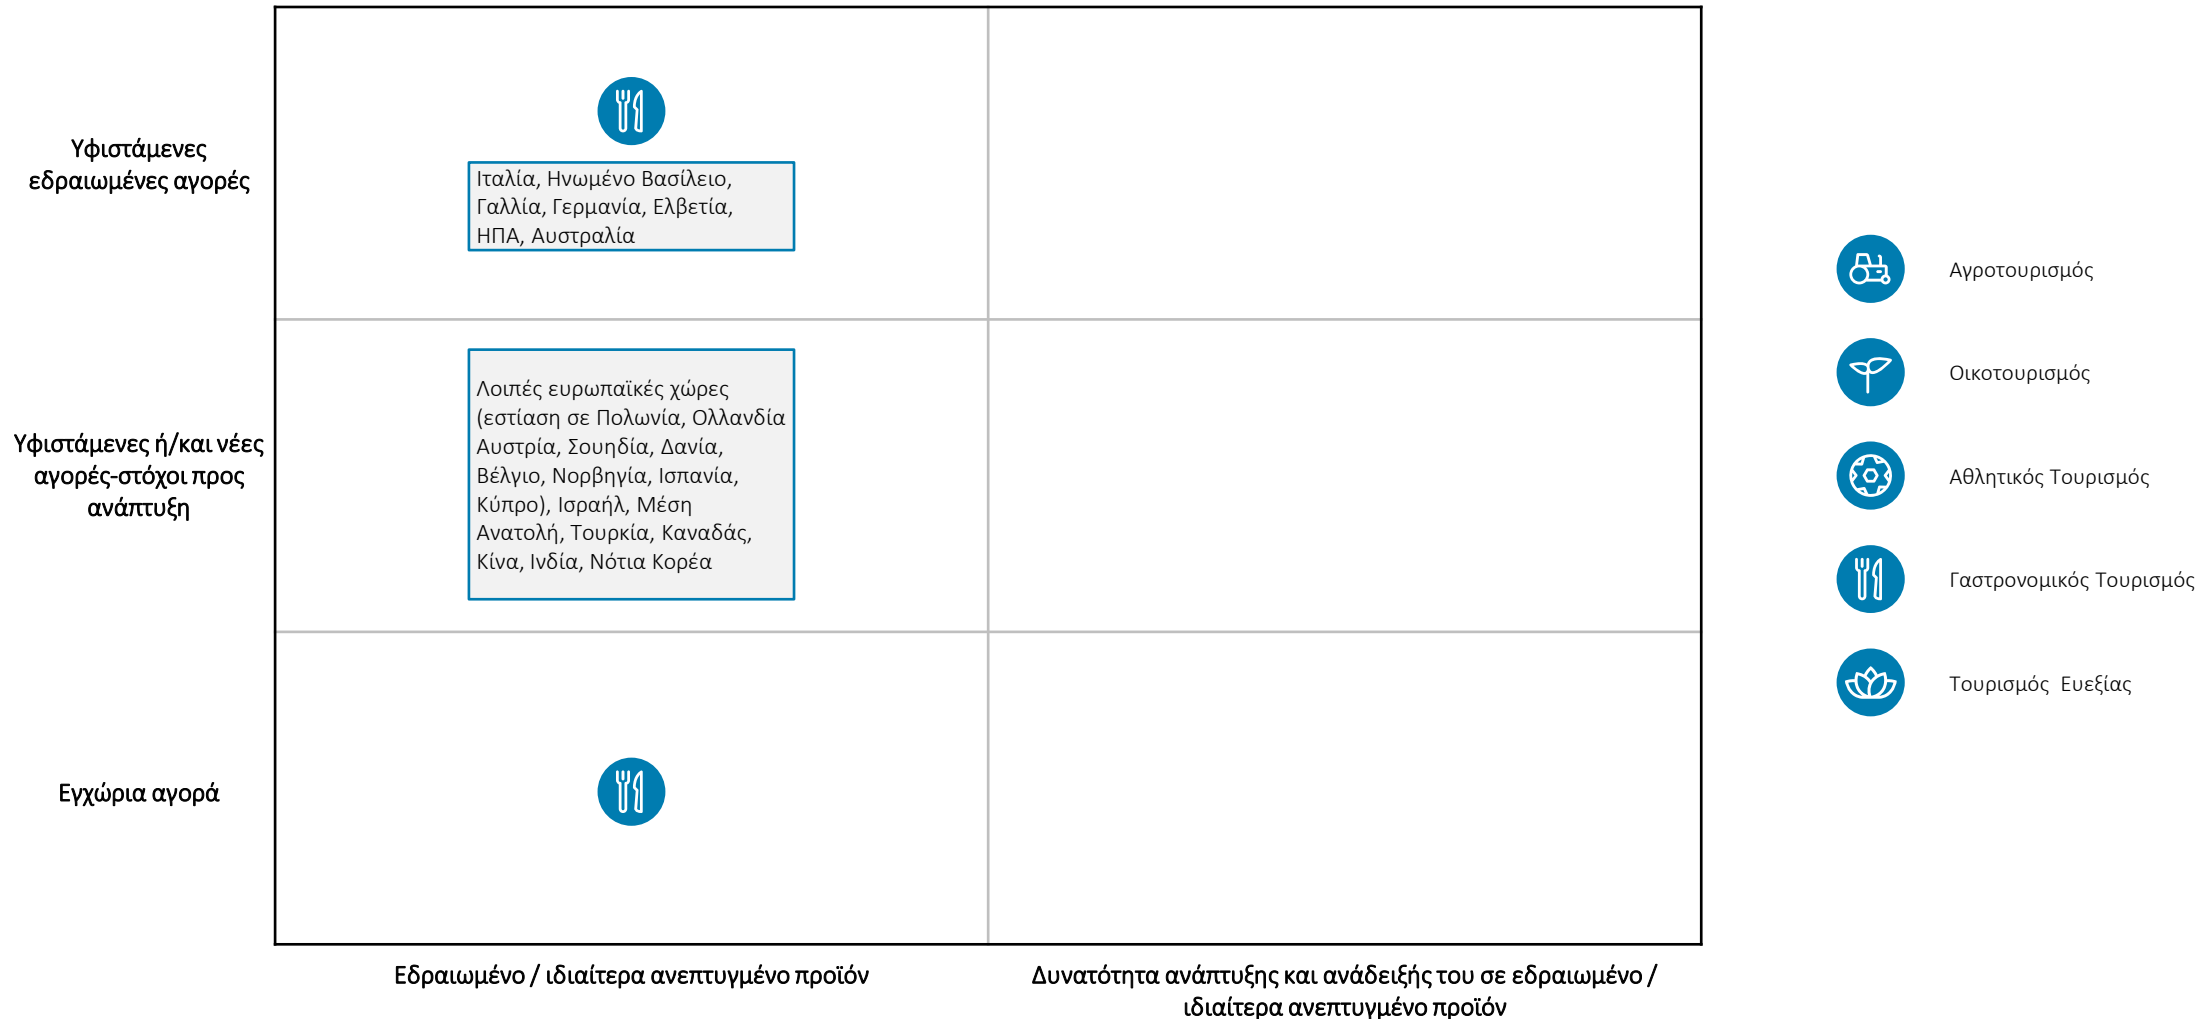 Υφιστάμενες
εδραιωμένες αγορές
Ιταλία, Ηνωμένο Βασίλειο,
Γαλλία, Γερμανία, Ελβετία,
ΗΠΑ, Αυστραλία
Υφιστάμενες ή/και νέες
αγορές-στόχοι προς
ανάπτυξη
Λοιπές ευρωπαϊκές χώρες
(εστίαση σε Πολωνία, Ολλανδία
Αυστρία, Σουηδία, Δανία,
Βέλγιο, Νορβηγία, Ισπανία,
Κύπρο), Ισραήλ, Μέση
Ανατολή, Τουρκία, Καναδάς,
Κίνα, Ινδία, Νότια Κορέα
Εγχώρια αγορά
Εδραιωμένο / ιδιαίτερα ανεπτυγμένο προϊόν
Δυνατότητα ανάπτυξης και ανάδειξής του σε εδραιωμένο /
ιδιαίτερα ανεπτυγμένο προϊόν
Αγροτουρισμός
Οικοτουρισμός
Αθλητικός Τουρισμός
Γαστρονομικός Τουρισμός
Τουρισμός Ευεξίας